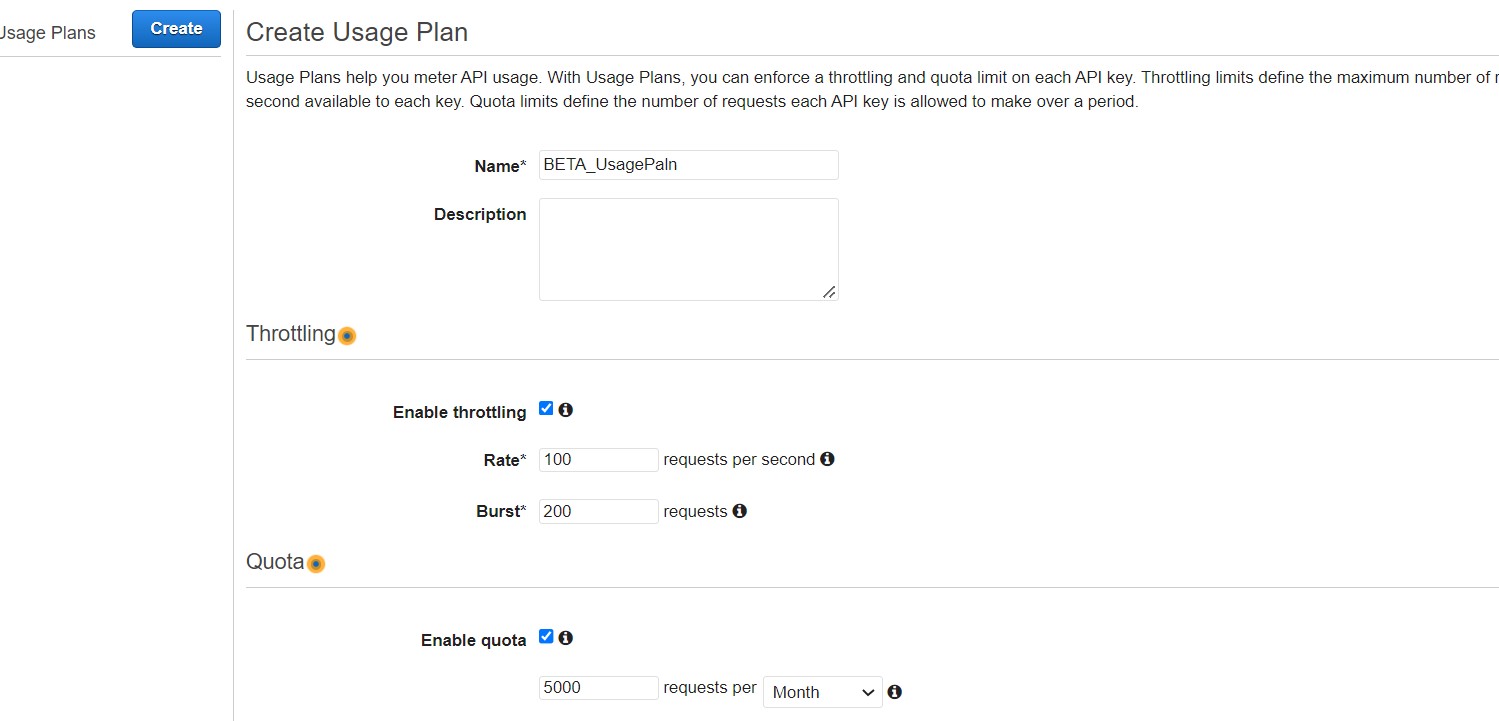 Usage Plans
Create
Create Usage Plan
Usage Plans help you meter API usage. With Usage Plans, you can enforce a throttling and quota limit on each API key. Throttling limits define the maximum number of
second available to each key. Quota limits define the number of requests each API key is allowed to make over a period.
Name* BETA_UsagePaln
Description
Throttling
Enable throttling
Rate* 100 requests per second
Burst* 200 requests
Quota
Enable quota
5000 requests per Month